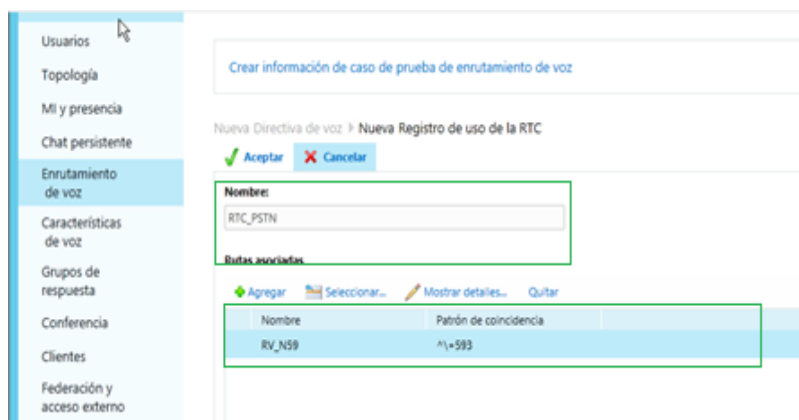 Usuarios
Topología
MI y presencia
Chat persistente
Enrutamiento
de voz
Características
de voz
Grupos de
respuesta
Conferencia
Clientes
Federación y
acceso externo
Crear información de caso de prueba de enrutamiento de voz
Nueva Directiva de voz Nueva Registro de uso de la RTC
Aceptar Cancelar
Nombre:
RTC_PSTN
Rutas asociadas
Agregar Seleccionar... Mostrar detalles... Quitar
Nombre Patrón de coincidencia
RV_N59 ^\+593